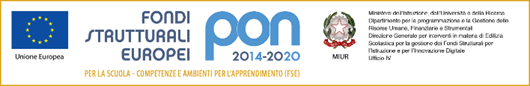 FONDI
STRUTTURALI
EUROPEI
pon
2014-2020
Unione Europea
MIUR
Ministero dell'Istruzione, dell'Università e della Ricerca
Dipartimento per la programmazione e la Gestione delle
Risorse Umane, Finanziarie e Strumentali
Direzione Generale per interventi in materia di Edilizia
Scolastica per la gestione dei Fondi Strutturali per
l'Istruzione e per l'Innovazione Digitale
Ufficio IV
PER LA SCUOLA - COMPETENZE E AMBIENTI PER L'APPRENDIMENTO (FSE)